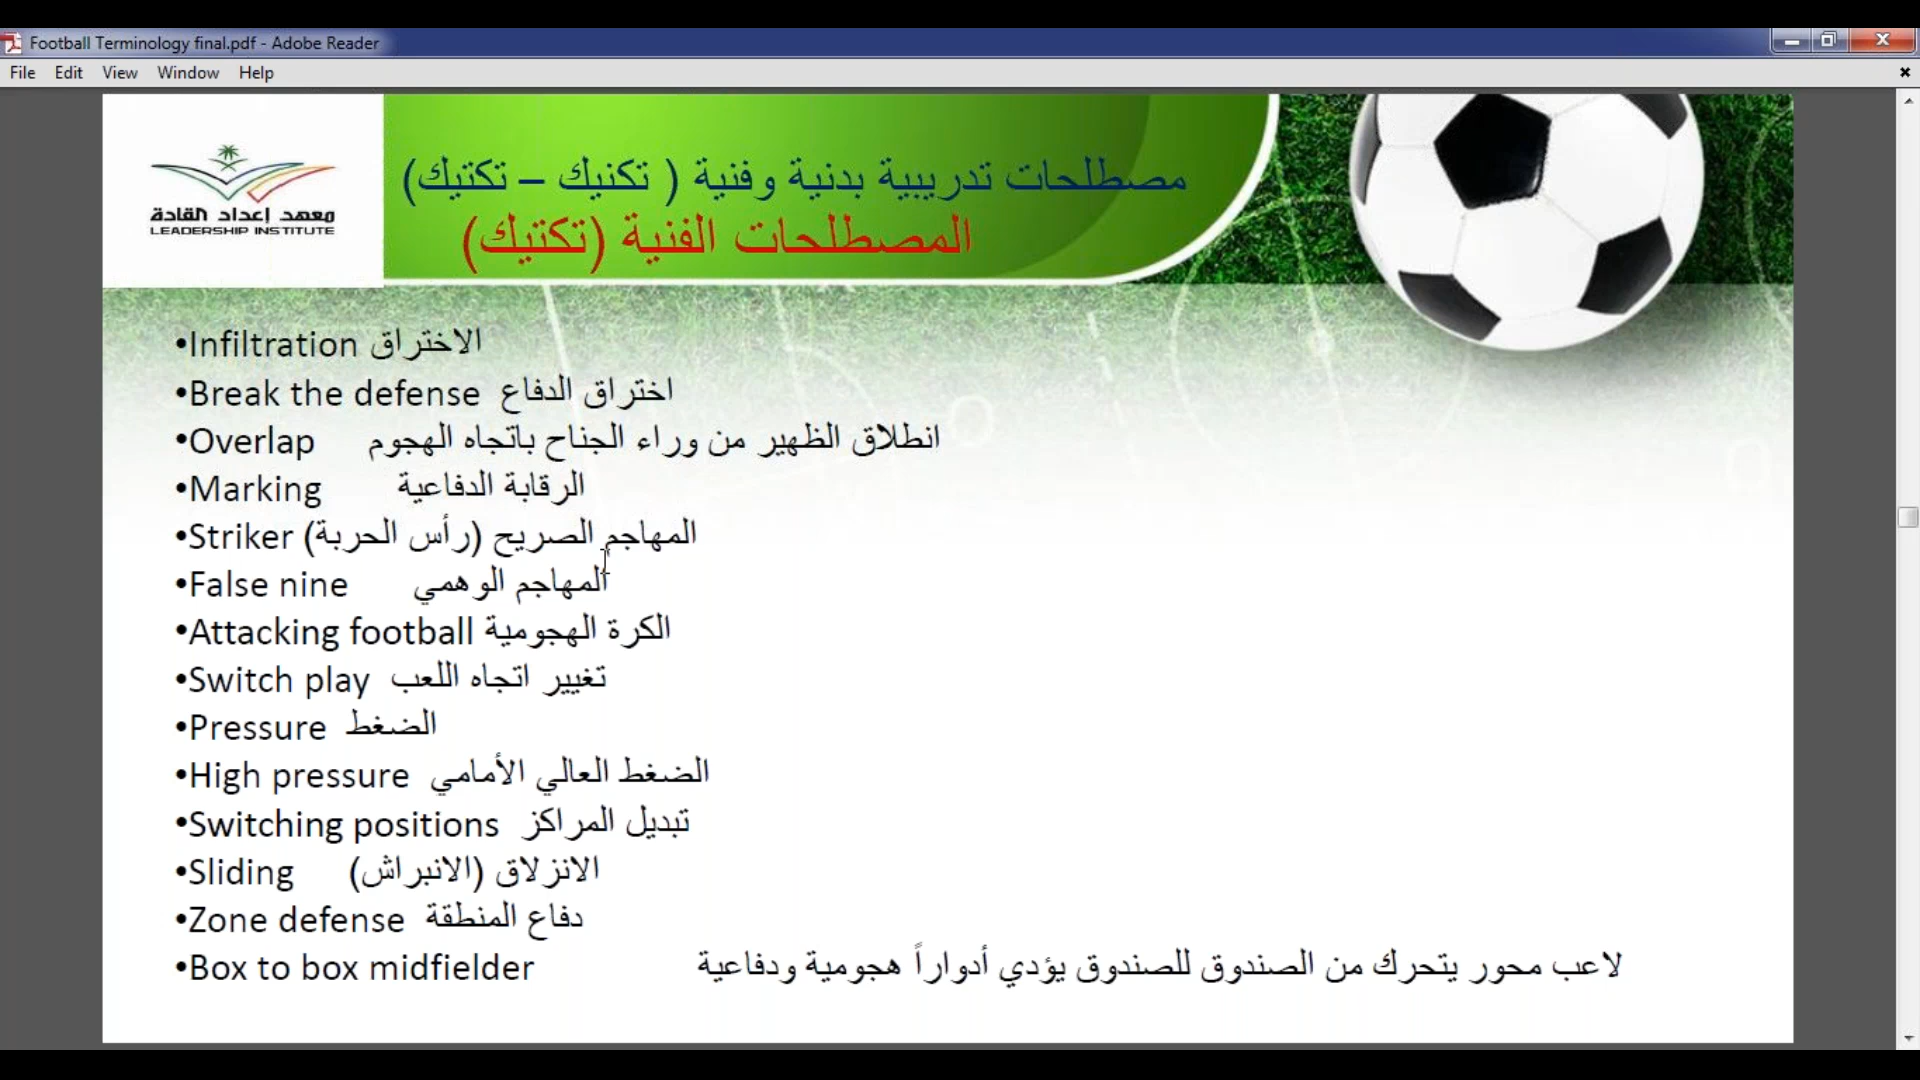 Football Terminology final.pdf - Adobe Reader
File Edit View Window Help
معهد إعداد القادة
LEADERSHIP INSTITUTE
مصطلحات تدريبية بدنية وفنية ( تكنيك – تكتيك)
المصطلحات الفنية (تكتيك)
•Infiltration الاختراق
•Break the defense اختراق الدفاع
•Overlap انطلاق الظهير من وراء الجناح باتجاه الهجوم
•Marking الرقابة الدفاعية
•Striker المهاجم الصريح (رأس الحربة)
•False nine المهاجم الوهمي
•Attacking football الكرة الهجومية
•Switch play تغيير اتجاه اللعب
•Pressure الضغط
•High pressure الضغط العالي الأمامي
•Switching positions تبديل المراكز
•Sliding الانزلاق (الانبراش)
•Zone defense دفاع المنطقة
•Box to box midfielder لاعب محور يتحرك من الصندوق للصندوق يؤدي أدواراً هجومية ودفاعية